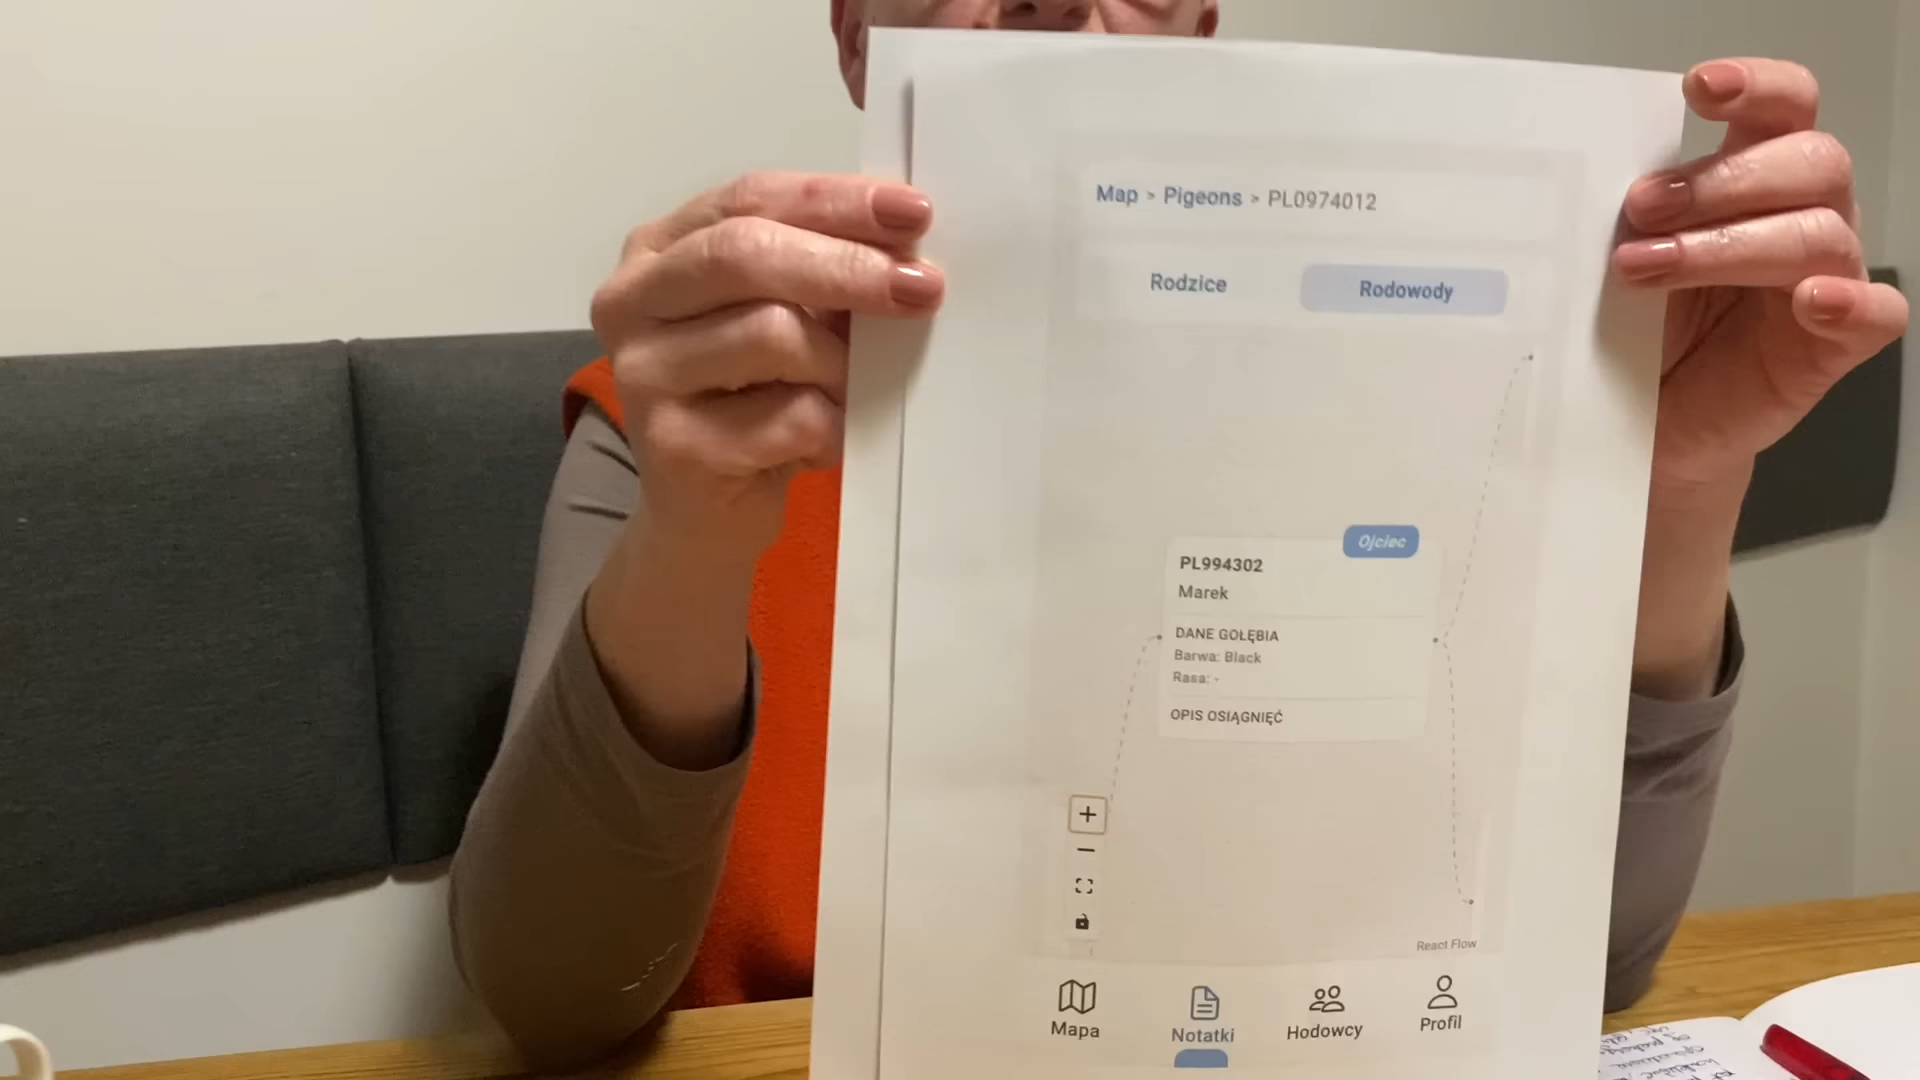 Map > Pigeons > PL0974012
Rodzice
Rodowody
Ojciec
PL994302
Marek
DANE GOŁĘBIA
Barwa: Black
Rasa: -
OPIS OSIĄGNIĘĆ
React Flow
Mapa
Notatki
Hodowcy
Profil